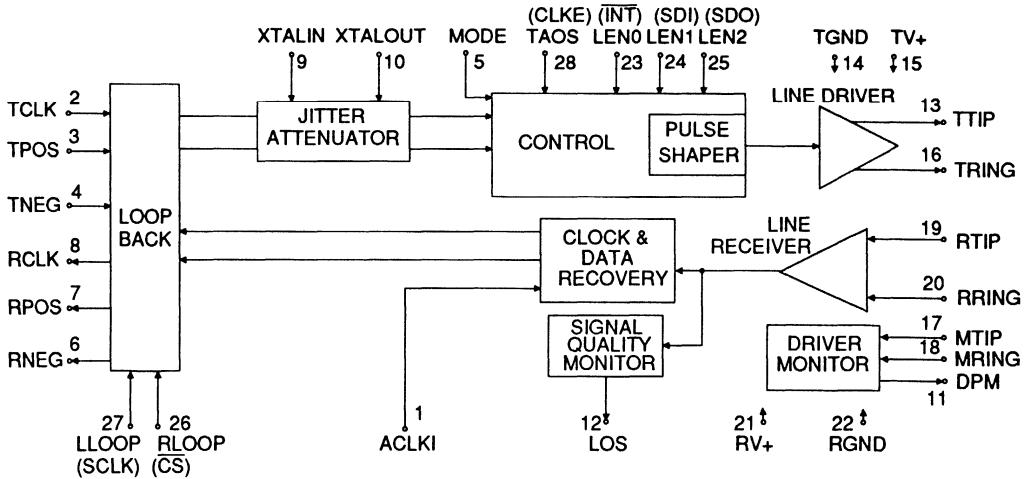 (CLKE) (INT) (SDI) (SDO)
XTALIN XTALOUT MODE TAOS LEN0 LEN1 LEN2 TGND TV+
9 10 5 28 23 24 25 14 15
TCLK 2
TPOS 3
TNEG 4
RCLK 8
RPOS 7
RNEG 6
LOOP
BACK
JITTER
ATTENUATOR
CONTROL
PULSE
SHAPER
LINE DRIVER
13 TTIP
16 TRING
CLOCK &
DATA
RECOVERY
LINE
RECEIVER
19 RTIP
20 RRING
SIGNAL
QUALITY
MONITOR
DRIVER
MONITOR
17 MTIP
18 MRING
DPM
11
27 26 1 12 21 22
LLOOP RLOOP ACLKI LOS RV+ RGND
(SCLK) (CS)